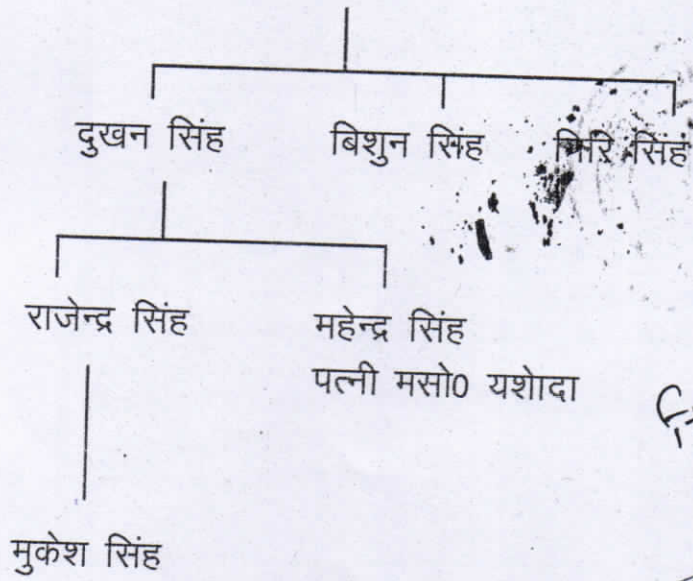 दुखन सिंह बिशुन सिंह गिरि सिंह
राजेन्द्र सिंह महेन्द्र सिंह
पत्नी मसो0 यशोदा
मुकेश सिंह